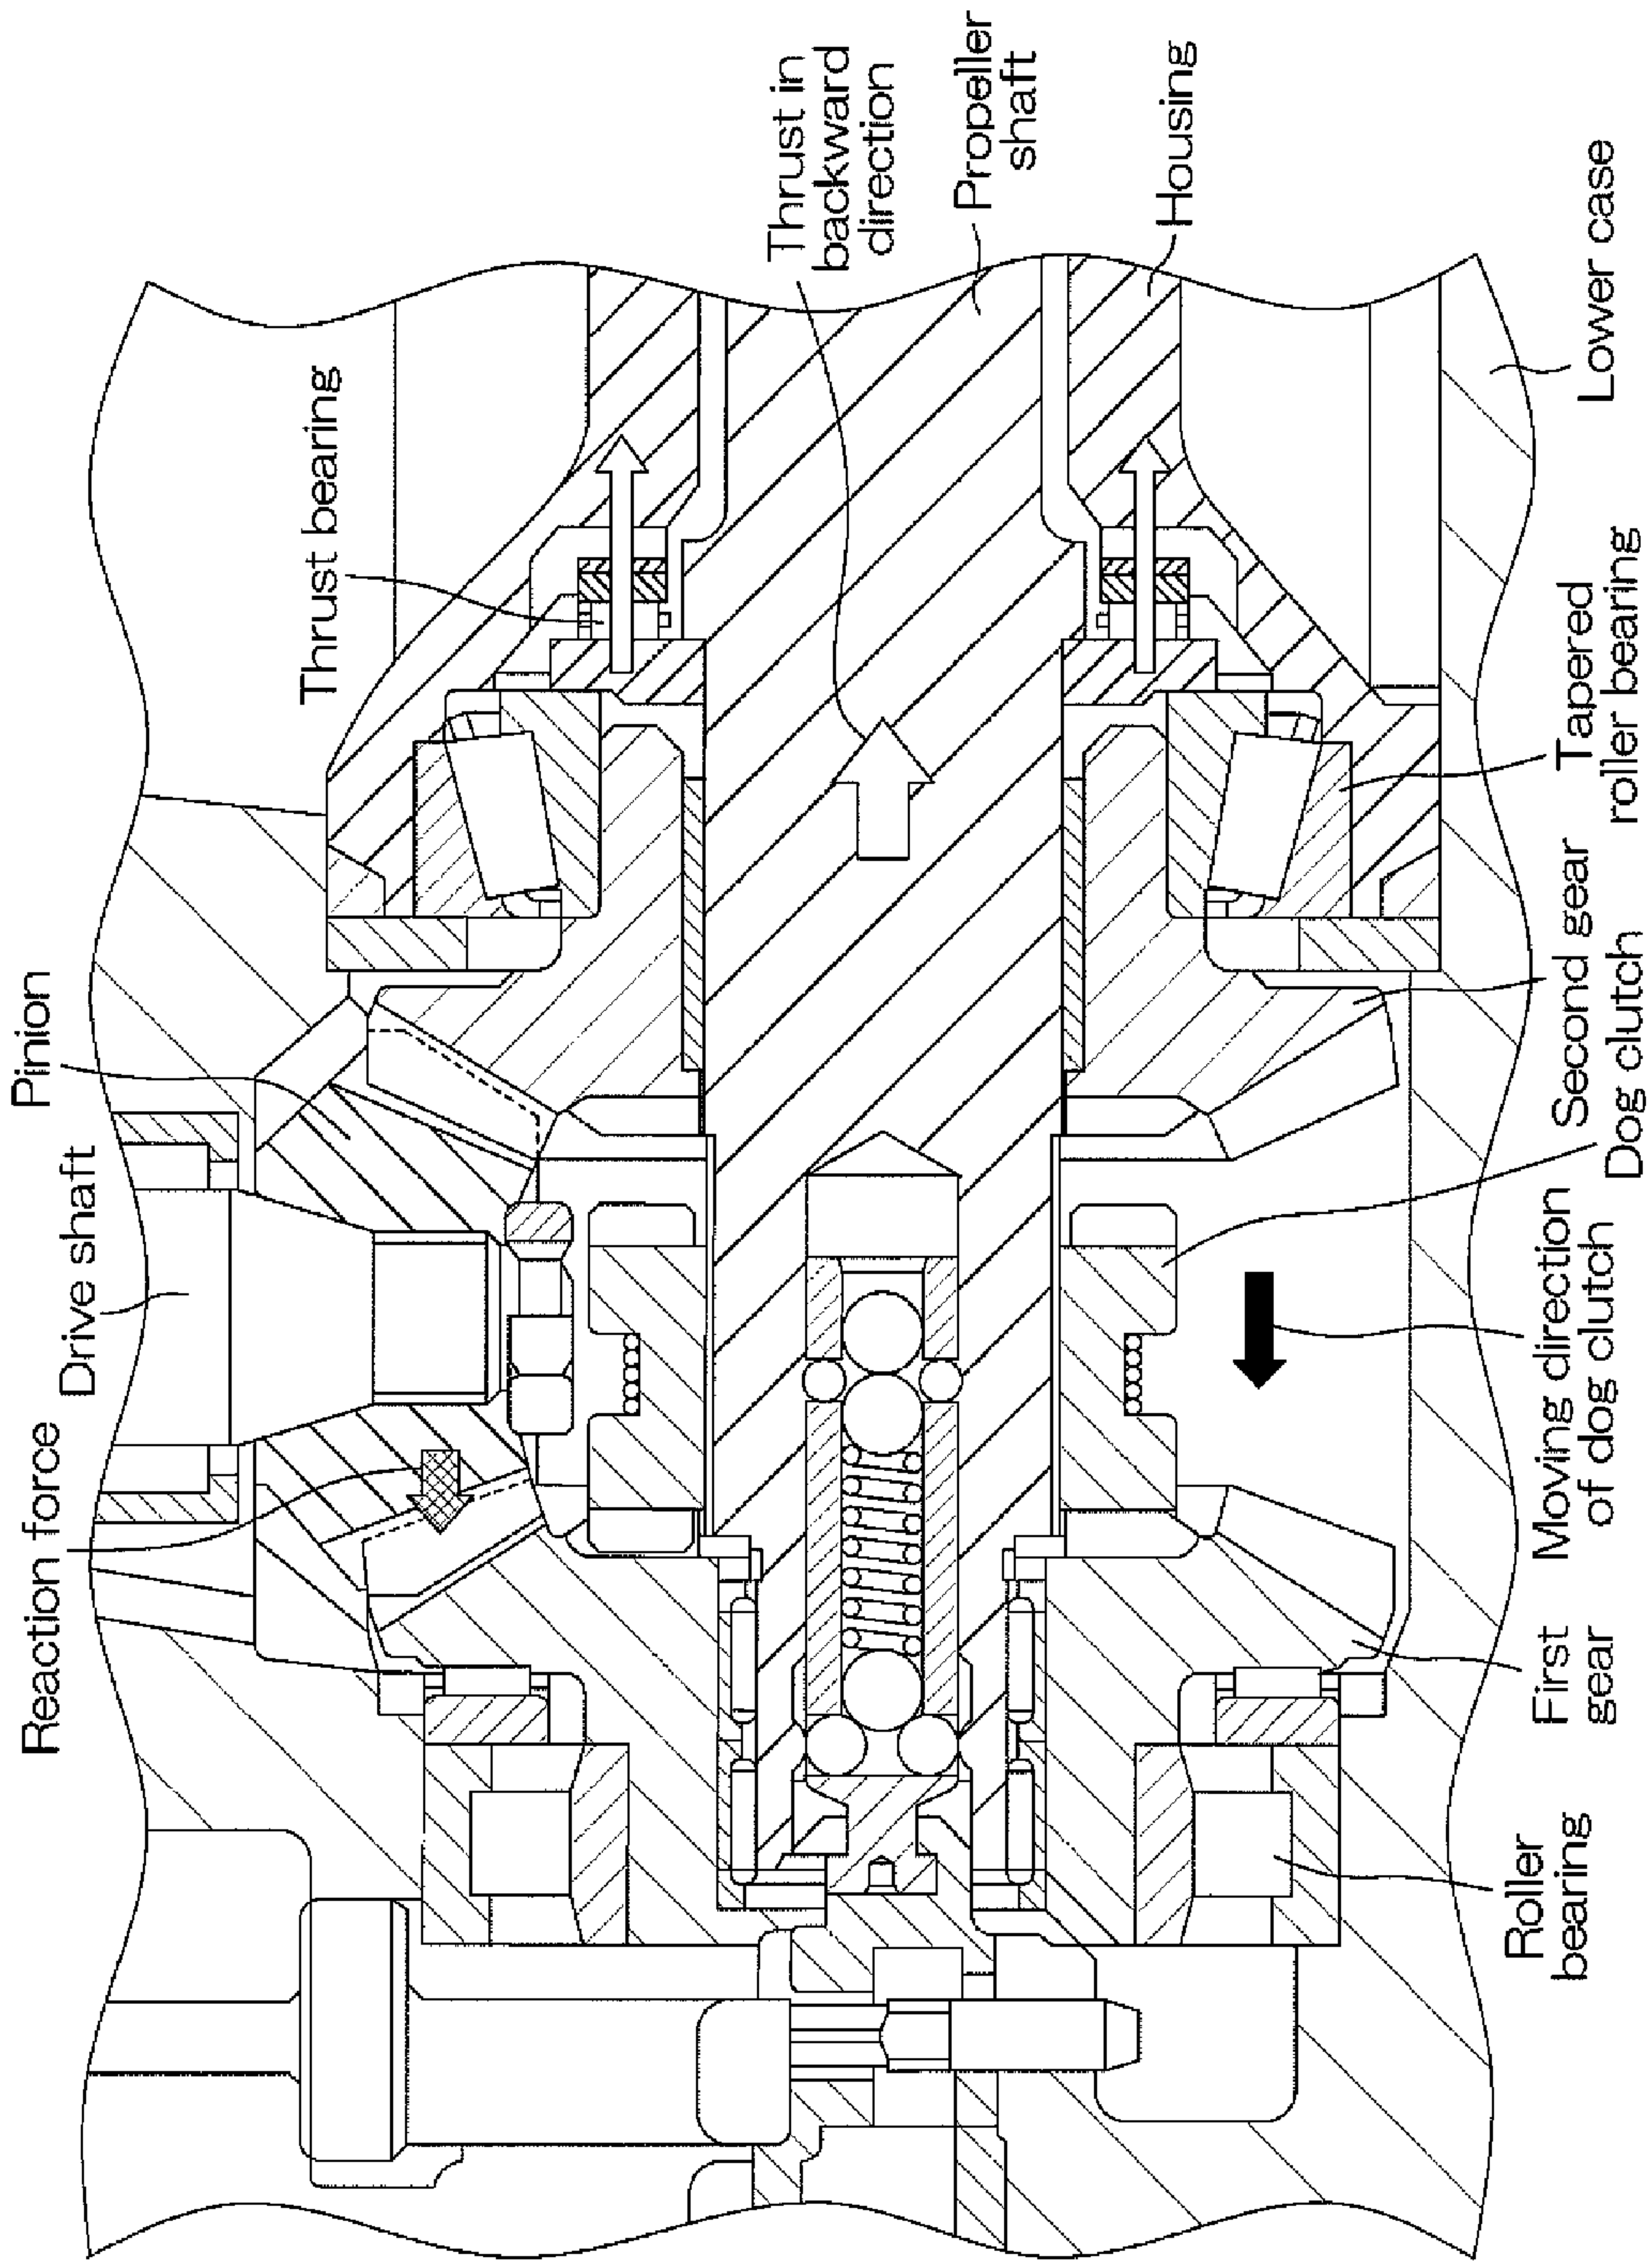 Reaction force
Drive shaft
Pinion
Thrust bearing
Thrust in
backward
direction
Propeller
shaft
Housing
Lower case
Roller
bearing
First
gear
Moving direction
of dog clutch
Dog clutch
Second gear
Tapered
roller bearing